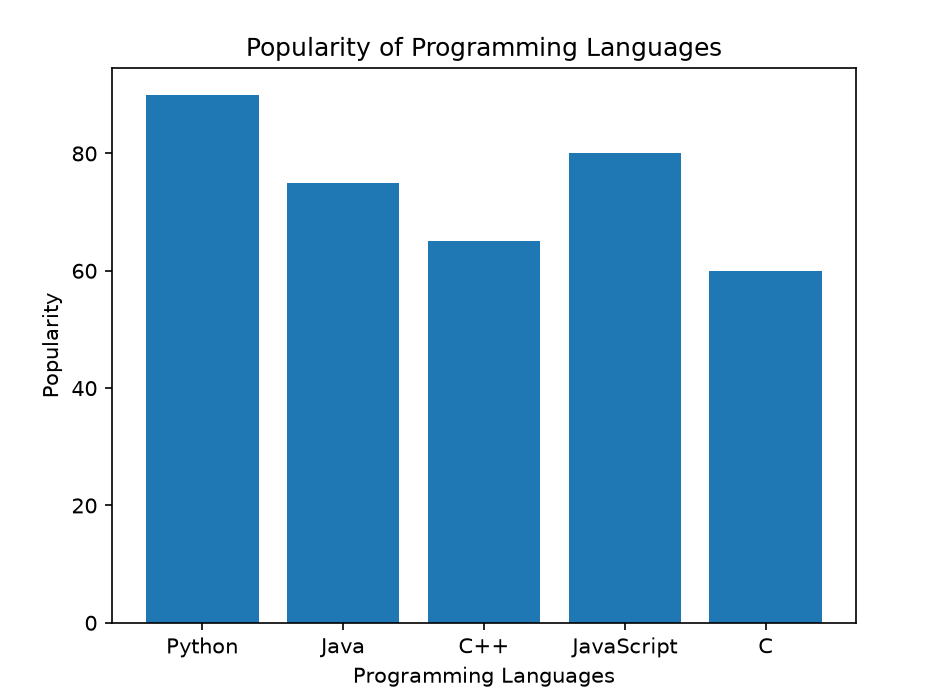 Popularity of Programming Languages
Popularity
80
60
40
20
0
Python Java C++ JavaScript C
Programming Languages